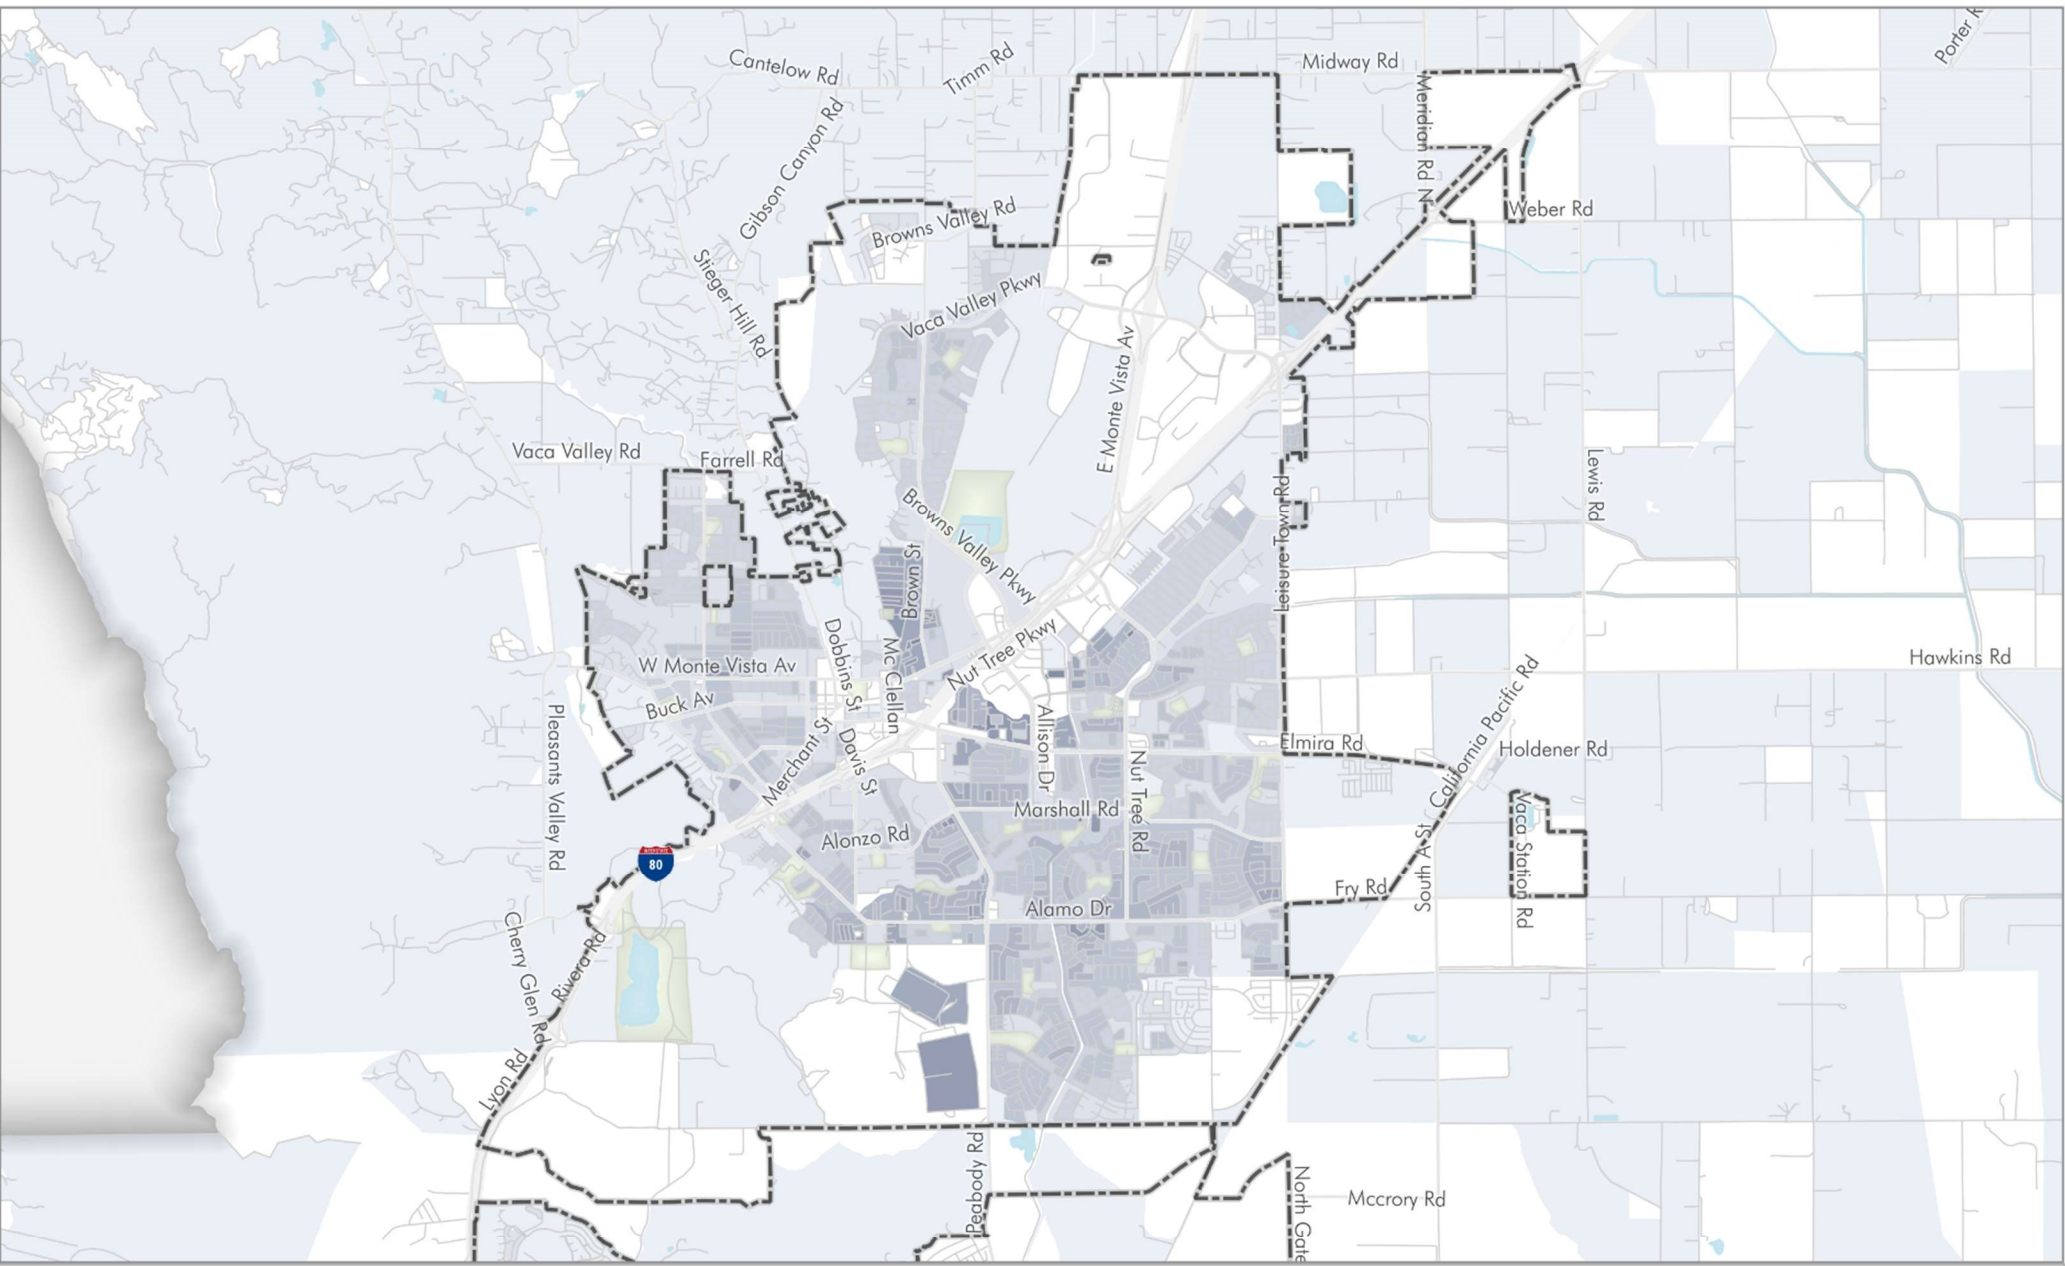 Porter R
Midway Rd
Cantelow Rd
Timm Rd
Meridian Rd N
Gibson Canyon Rd
Browns Valley Rd
Weber Rd
Stieger Hill Rd
Vaca Valley Pkwy
E Monte Vista Av
Vaca Valley Rd
Farrell Rd
Lewis Rd
Leisure Town Rd
Browns Valley Pkwy
Brown St
Dobbins St
Mc Clellan
Nut Tree Pkwy
W Monte Vista Av
Hawkins Rd
California Pacific Rd
Buck Av
Pleasants Valley Rd
Merchant St
Davis St
Allison Dr
Nut Tree Rd
Elmira Rd
Holdener Rd
Marshall Rd
Alonzo Rd
South A St
Vaca Station Rd
80
Fry Rd
Alamo Dr
Cherry Glen Rd
Rivera Rd
Lyon Rd
Peabody Rd
North Gate
Mccrory Rd